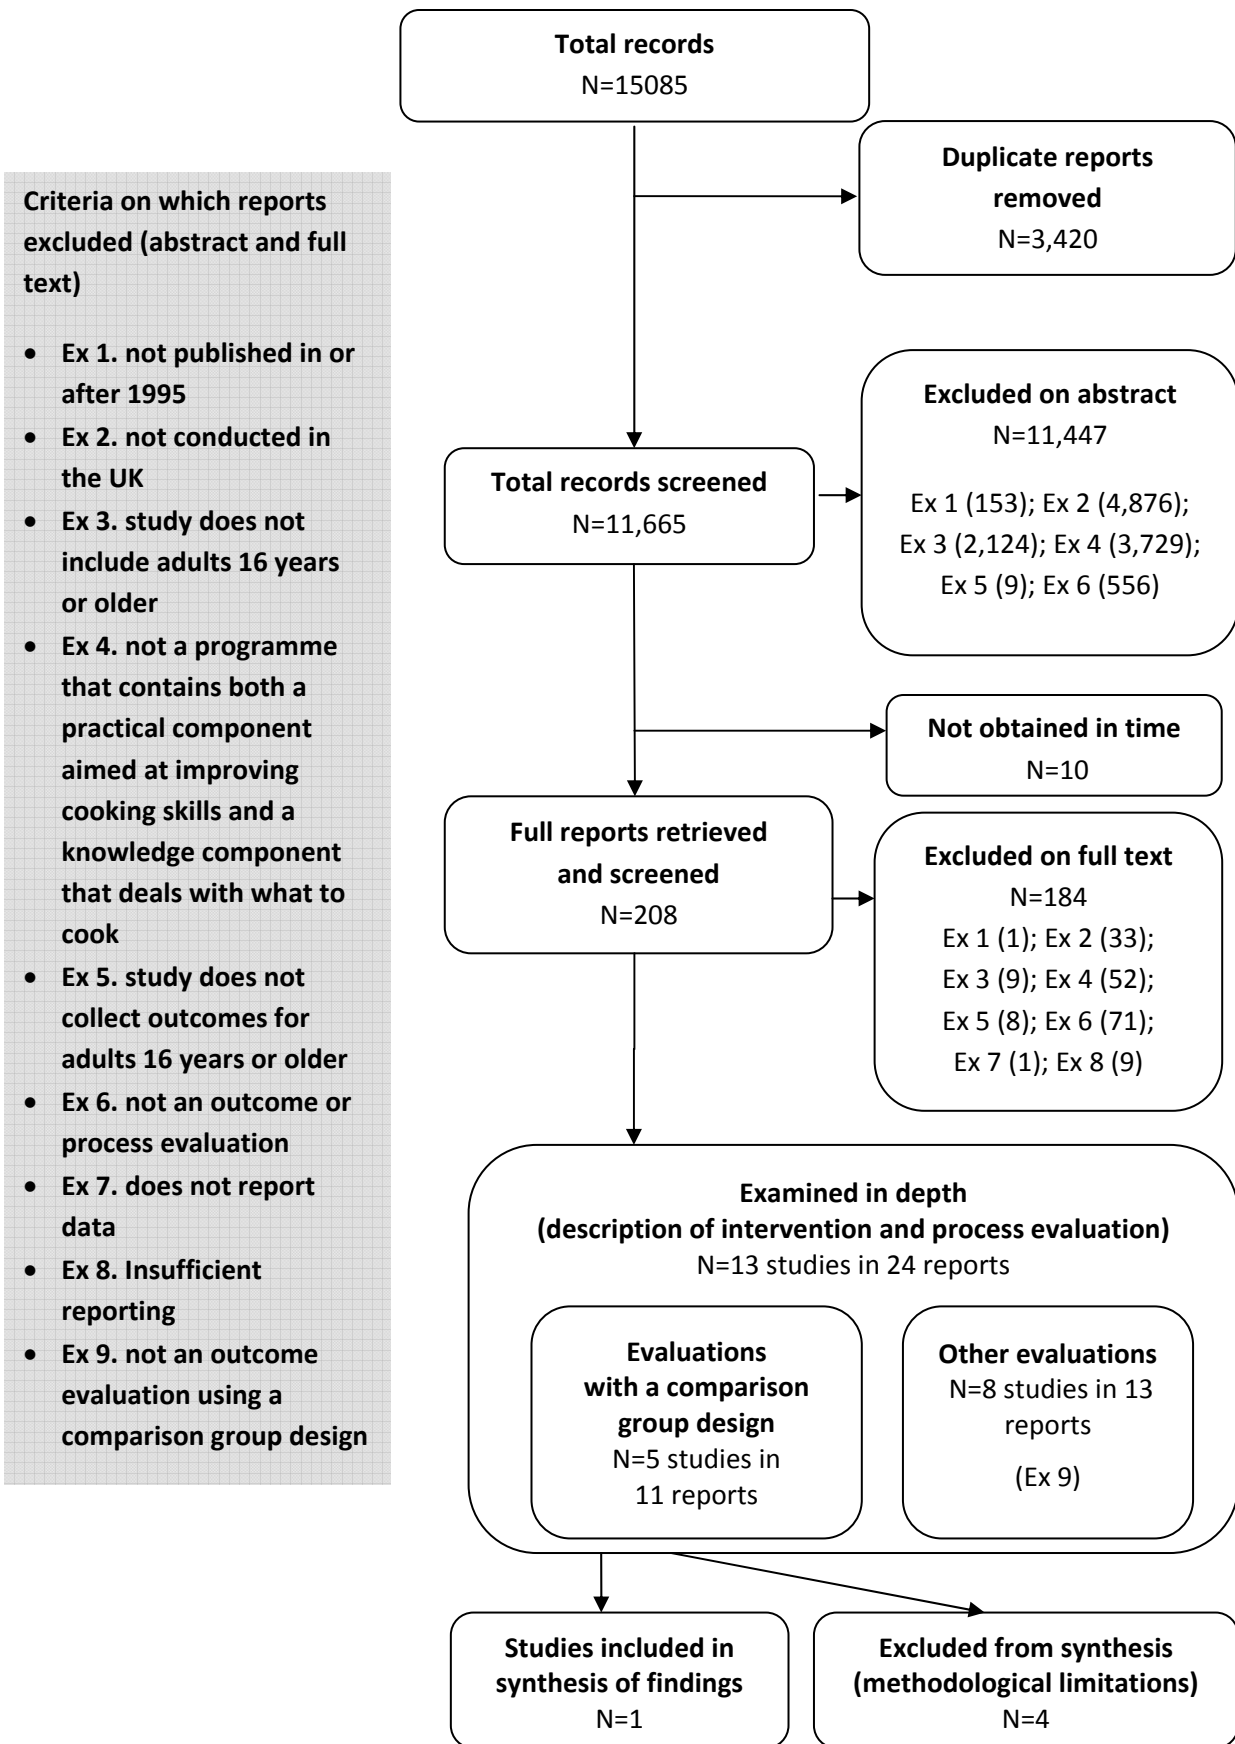 Total records
N=15085
Duplicate reports
removed
N=3,420
Criteria on which reports
excluded (abstract and full
text)
• Ex 1. not published in or
after 1995
• Ex 2. not conducted in
the UK
• Ex 3. study does not
include adults 16 years
or older
• Ex 4. not a programme
that contains both a
practical component
aimed at improving
cooking skills and a
knowledge component
that deals with what to
cook
• Ex 5. study does not
collect outcomes for
adults 16 years or older
• Ex 6. not an outcome or
process evaluation
• Ex 7. does not report
data
• Ex 8. Insufficient
reporting
• Ex 9. not an outcome
evaluation using a
comparison group design
Excluded on abstract
N=11,447
Ex 1 (153); Ex 2 (4,876);
Ex 3 (2,124); Ex 4 (3,729);
Ex 5 (9); Ex 6 (556)
Total records screened
N=11,665
Not obtained in time
N=10
Full reports retrieved
and screened
N=208
Excluded on full text
N=184
Ex 1 (1); Ex 2 (33);
Ex 3 (9); Ex 4 (52);
Ex 5 (8); Ex 6 (71);
Ex 7 (1); Ex 8 (9)
Examined in depth
(description of intervention and process evaluation)
N=13 studies in 24 reports
Evaluations
with a comparison
group design
N=5 studies in
11 reports
Other evaluations
N=8 studies in 13
reports
(Ex 9)
Studies included in
synthesis of findings
N=1
Excluded from synthesis
(methodological limitations)
N=4